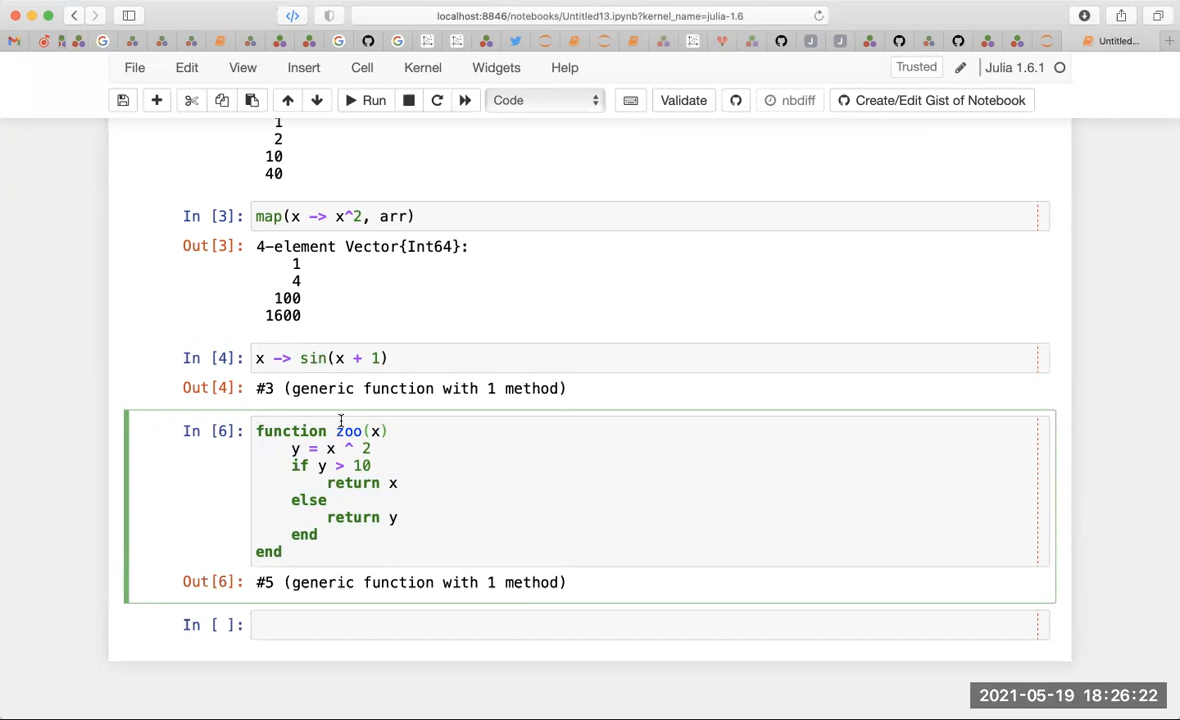 localhost:8846/notebooks/Untitled13.ipynb?kernel_name=julia-1.6
Untitled...
File Edit View Insert Cell Kernel Widgets Help Trusted Julia 1.6.1
Run Code Validate nbdiff Create/Edit Gist of Notebook
1
2
10
40
In [3]: map(x -> x^2, arr)
Out[3]: 4-element Vector{Int64}:
1
4
100
1600
In [4]: x -> sin(x + 1)
Out[4]: #3 (generic function with 1 method)
In [6]: function zoo(x)
y = x ^ 2
if y > 10
return x
else
return y
end
end
Out[6]: #5 (generic function with 1 method)
In [ ]:
2021-05-19 18:26:22